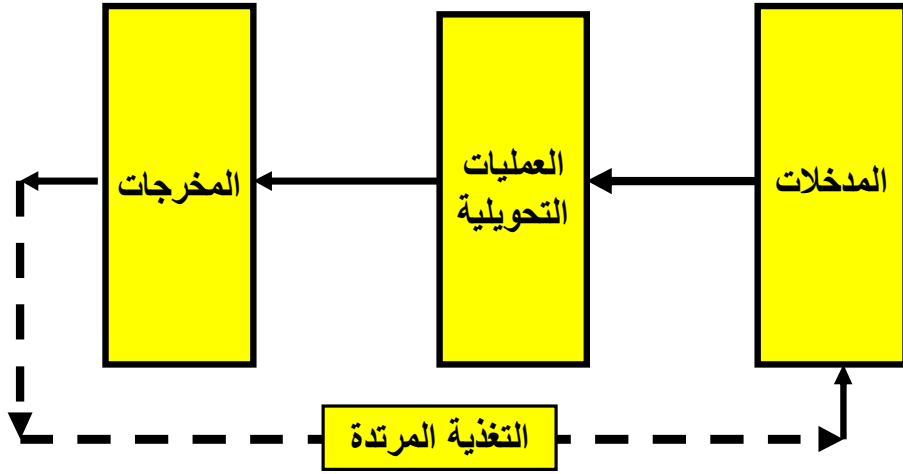 المدخلات
العمليات
التحويلية
المخرجات
التغذية المرتدة